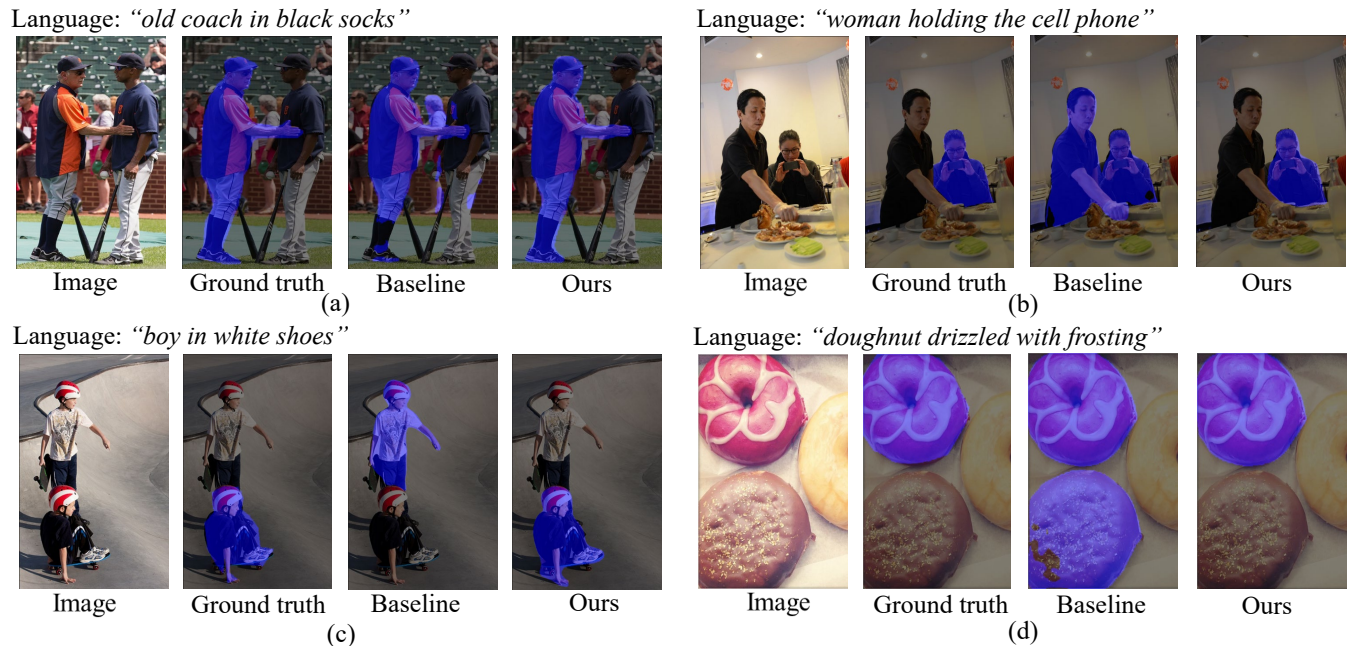 Language: “old coach in black socks”
Image
Ground truth
Baseline
Ours
(a)
Language: “woman holding the cell phone”
Image
Ground truth
Baseline
Ours
(b)
Language: “boy in white shoes”
Image
Ground truth
Baseline
Ours
(c)
Language: “doughnut drizzled with frosting”
Image
Ground truth
Baseline
Ours
(d)